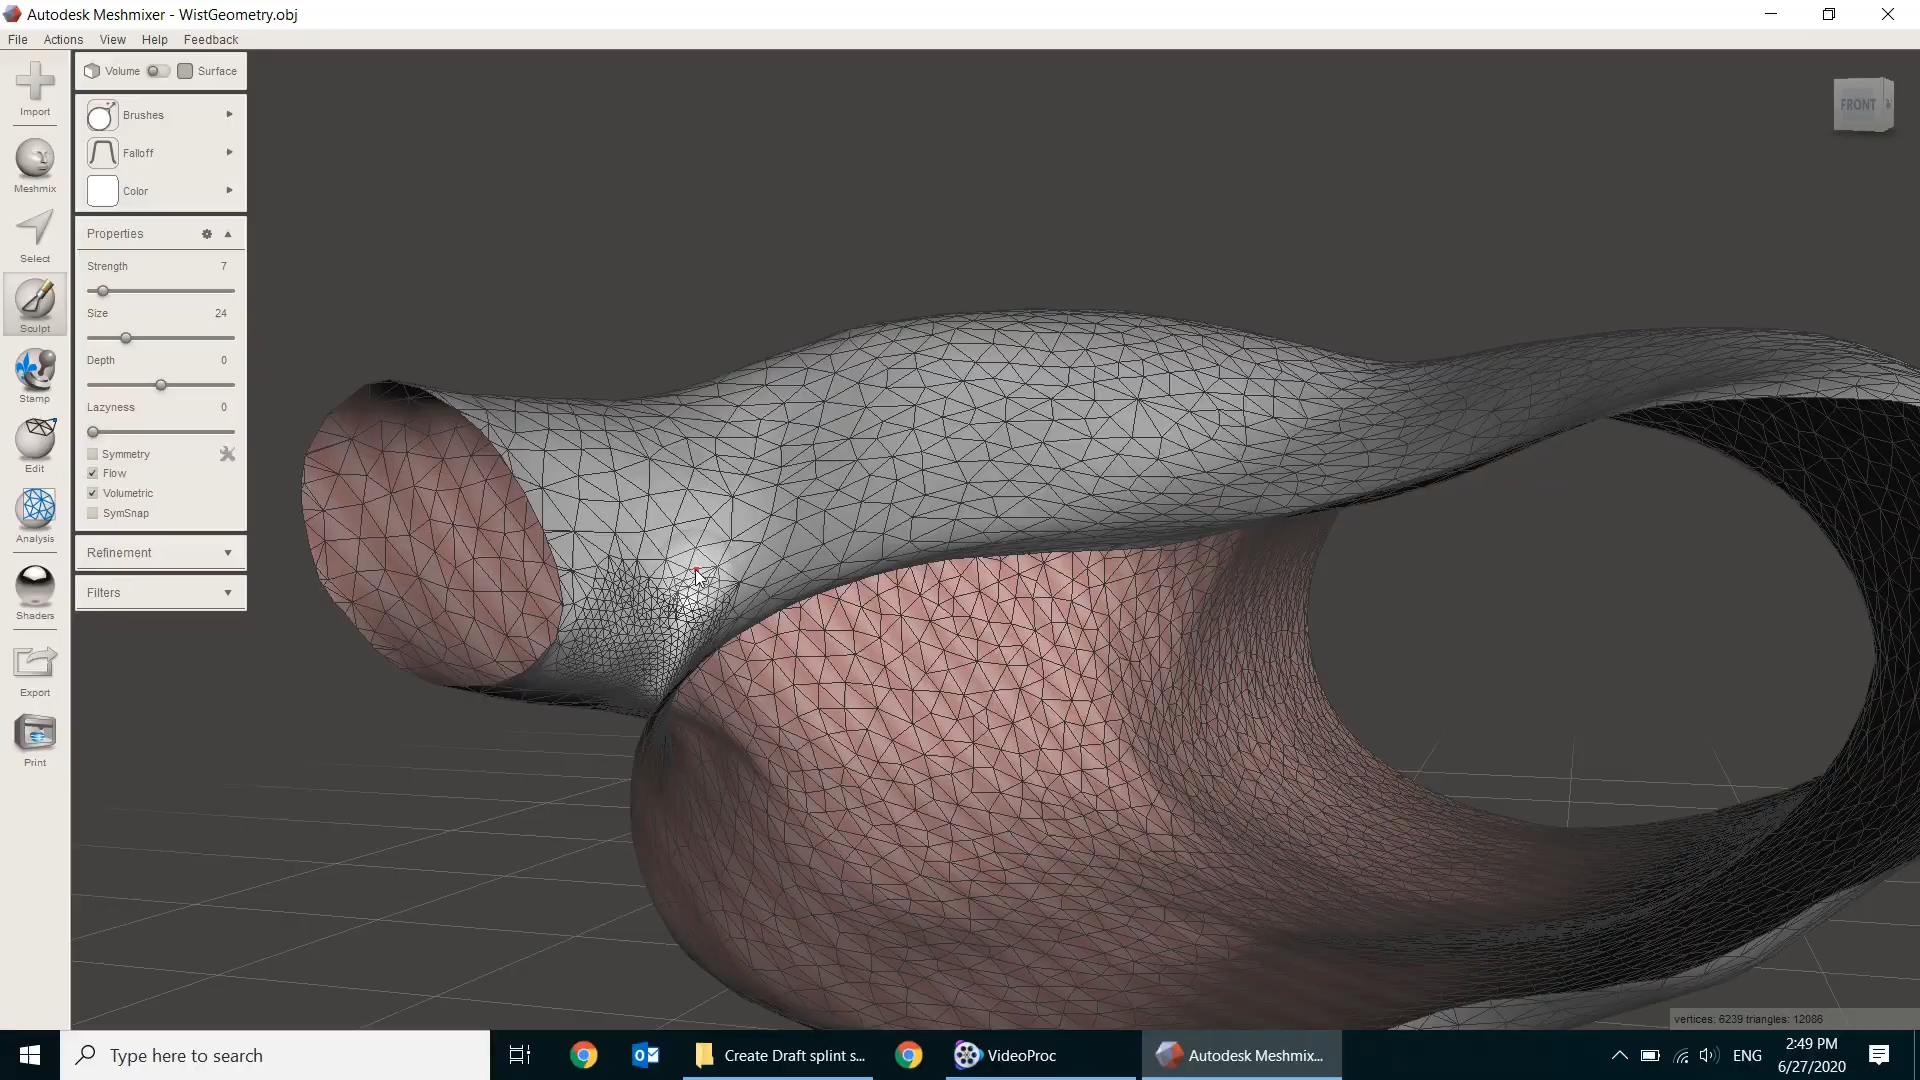 Autodesk Meshmixer - WistGeometry.obj
File Actions View Help Feedback
Import
Meshmix
Select
Sculpt
Stamp
Edit
Analysis
Shaders
Export
Print
Volume Surface
Brushes
Falloff
Color
Properties
Strength 7
Size 24
Depth 0
Lazyness 0
Symmetry
Flow
Volumetric
SymSnap
Refinement
Filters
FRONT
vertices: 6239 triangles: 12086
Type here to search
Create Draft splint s...
VideoProc
Autodesk Meshmix...
ENG
2:49 PM
6/27/2020